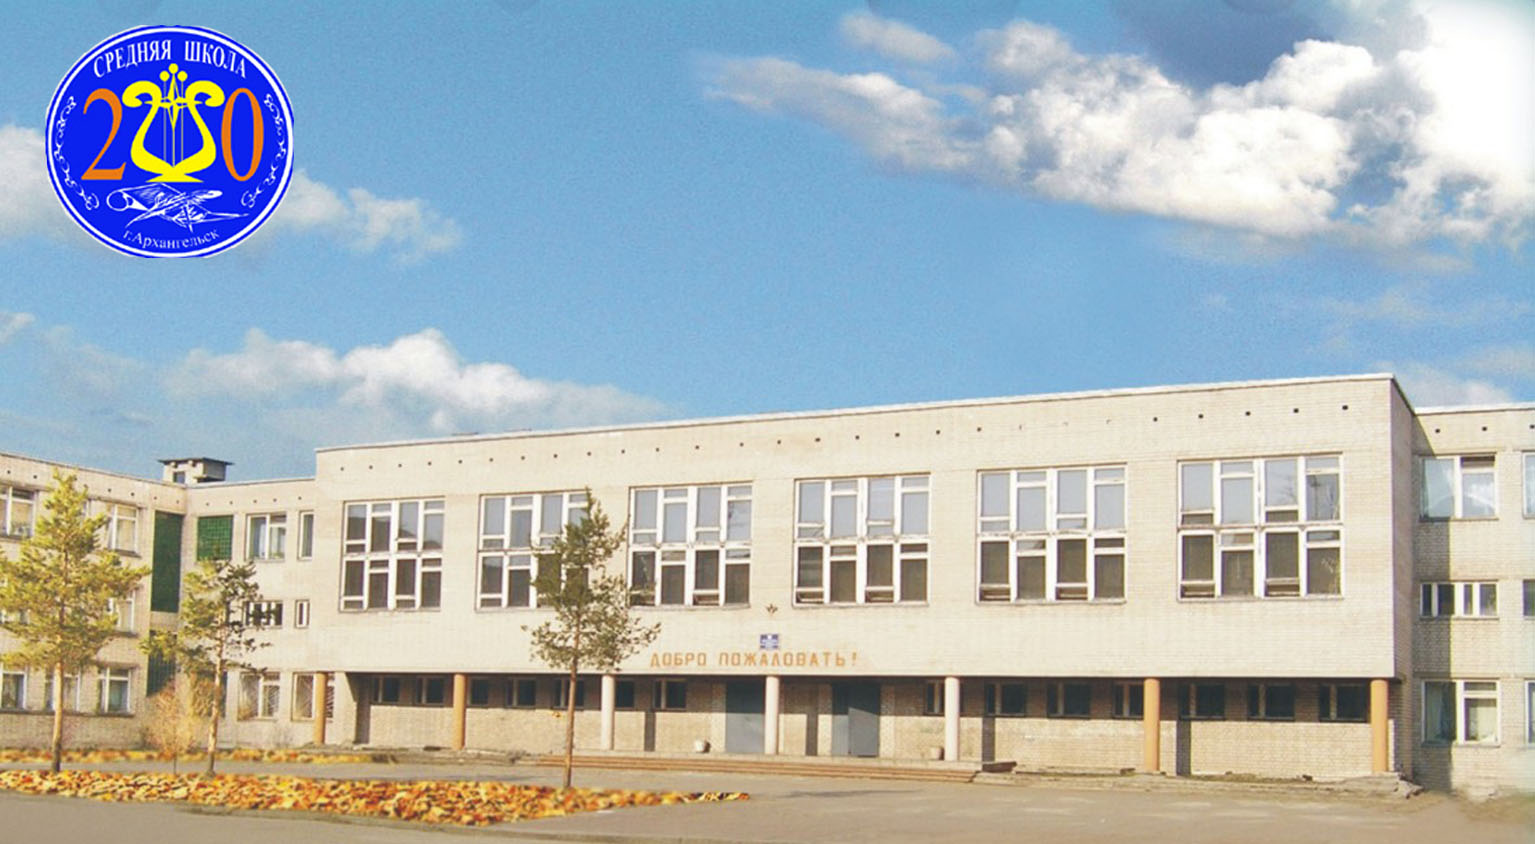 СРЕДНЯЯ ШКОЛА
20
г.Архангельск
ДОБРО ПОЖАЛОВАТЬ!